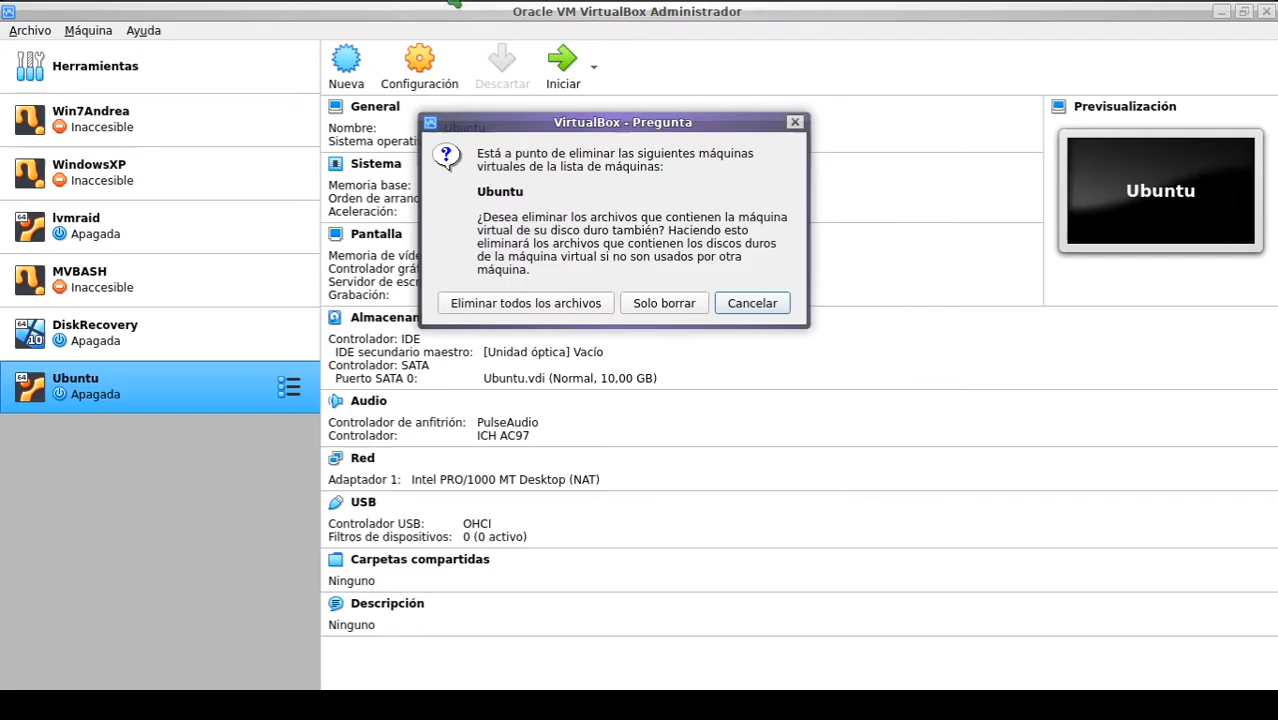 Oracle VM VirtualBox Administrador
Archivo Máquina Ayuda
Herramientas
Win7Andrea
Inaccesible
WindowsXP
Inaccesible
64
lvmraid
Apagada
MVBASH
Inaccesible
10
DiskRecovery
Apagada
64
Ubuntu
Apagada
Nueva Configuración Descartar Iniciar
General
Nombre: Ubuntu
Sistema operati
Sistema
Memoria base:
Orden de arran
Aceleración:
Pantalla
Memoria de víde
Controlador grá
Servidor de escr
Grabación:
VirtualBox - Pregunta
?
Está a punto de eliminar las siguientes máquinas
virtuales de la lista de máquinas:
Ubuntu
¿Desea eliminar los archivos que contienen la máquina
virtual de su disco duro también? Haciendo esto
eliminará los archivos que contienen los discos duros
de la máquina virtual si no son usados por otra
máquina.
Eliminar todos los archivos Solo borrar Cancelar
Almacenan
Controlador: IDE
IDE secundario maestro: [Unidad óptica] Vacío
Controlador: SATA
Puerto SATA 0: Ubuntu.vdi (Normal, 10,00 GB)
Audio
Controlador de anfitrión: PulseAudio
Controlador: ICH AC97
Red
Adaptador 1: Intel PRO/1000 MT Desktop (NAT)
USB
Controlador USB: OHCI
Filtros de dispositivos: 0 (0 activo)
Carpetas compartidas
Ninguno
Descripción
Ninguno
Previsualización
Ubuntu